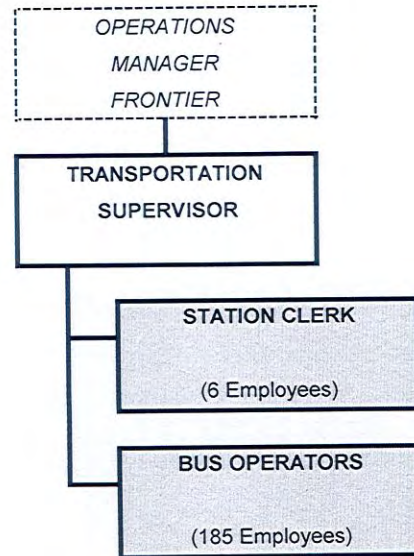 OPERATIONS
MANAGER
FRONTIER
TRANSPORTATION
SUPERVISOR
STATION CLERK
(6 Employees)
BUS OPERATORS
(185 Employees)